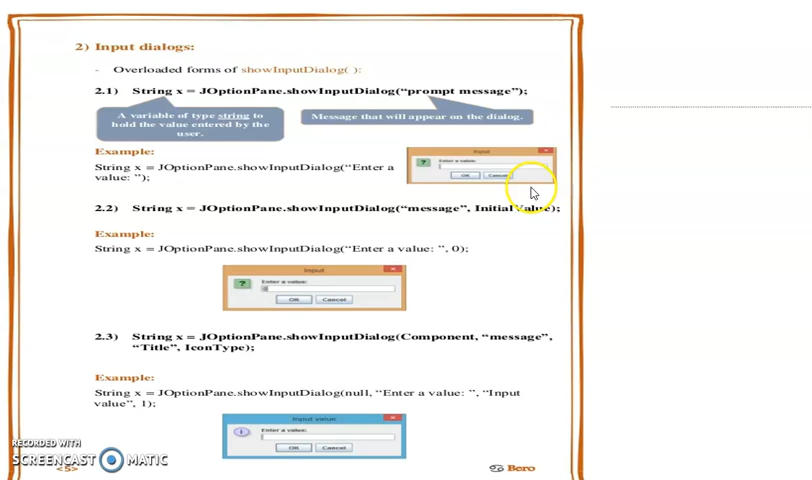 2) Input dialogs:
- Overloaded forms of showInputDialog( ):
2.1) String x = JOptionPane.showInputDialog("prompt message");
A variable of type string to
hold the value entered by the
user.
Message that will appear on the dialog.
Example:
String x = JOptionPane.showInputDialog("Enter a
value: ");
Input
Enter a value:
OK Cancel
2.2) String x = JOptionPane.showInputDialog("message", InitialValue);
Example:
String x = JOptionPane.showInputDialog("Enter a value: ", 0);
Input
Enter a value:
OK Cancel
2.3) String x = JOptionPane.showInputDialog(Component, "message",
"Title", IconType);
Example:
String x = JOptionPane.showInputDialog(null, "Enter a value: ", "Input
value", 1);
Input value
Enter a value:
OK Cancel
RECORDED WITH
SCREENCAST MATIC
<5>
Bero